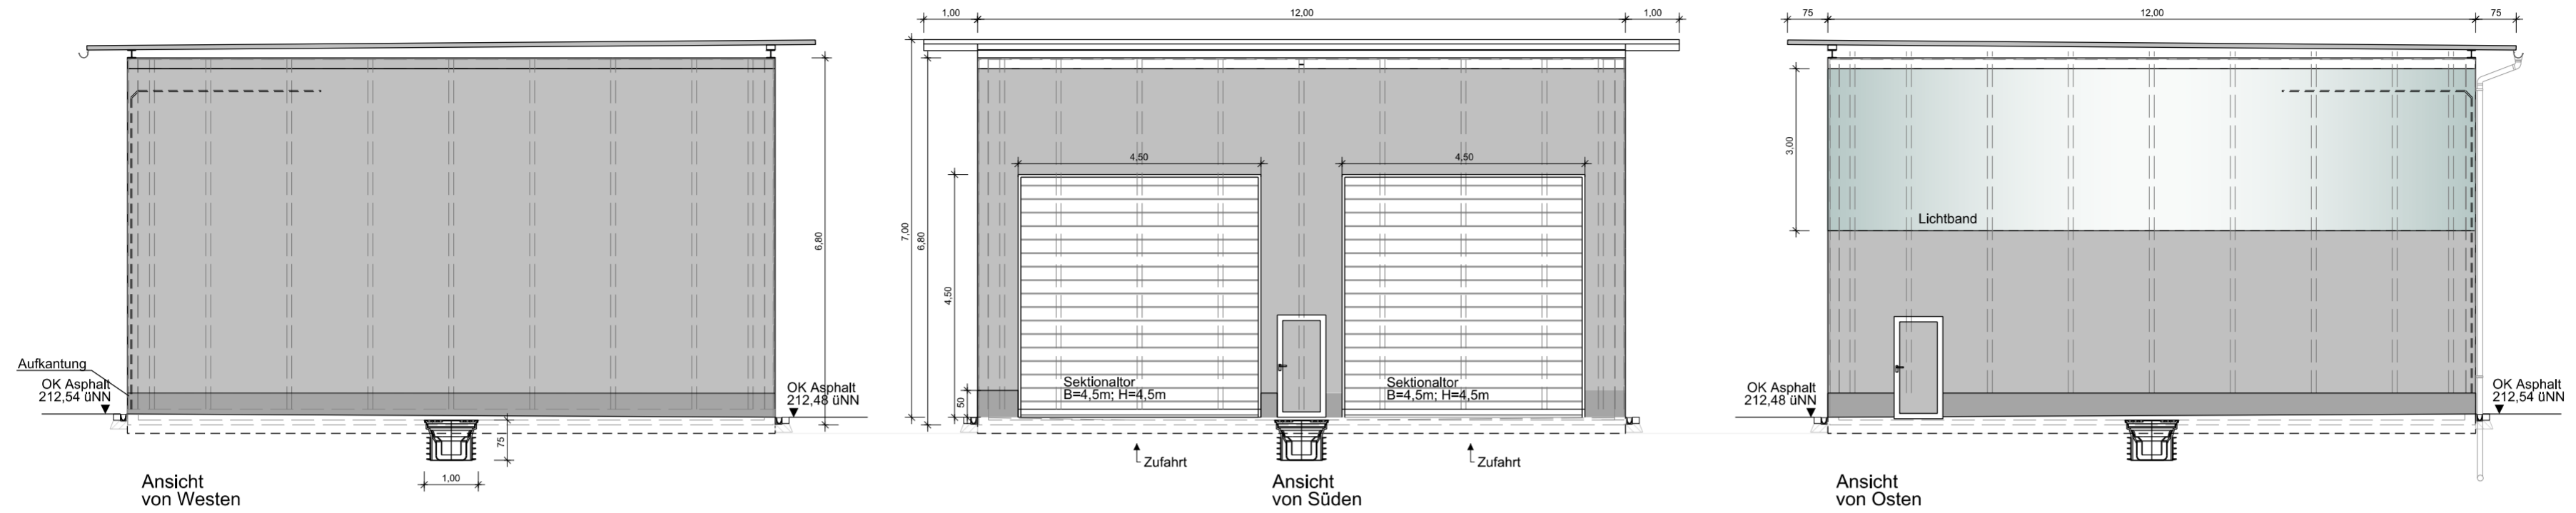 6,80
Aufkantung
OK Asphalt
212,54 üNN
OK Asphalt
212,48 üNN
75
1,00
Ansicht
von Westen
1,00
12,00
1,00
7,00
6,80
4,50
4,50
4,50
50
Sektionaltor
B=4,5m; H=4,5m
Sektionaltor
B=4,5m; H=4,5m
Zufahrt
Zufahrt
Ansicht
von Süden
75
12,00
75
3,00
Lichtband
OK Asphalt
212,48 üNN
OK Asphalt
212,54 üNN
Ansicht
von Osten